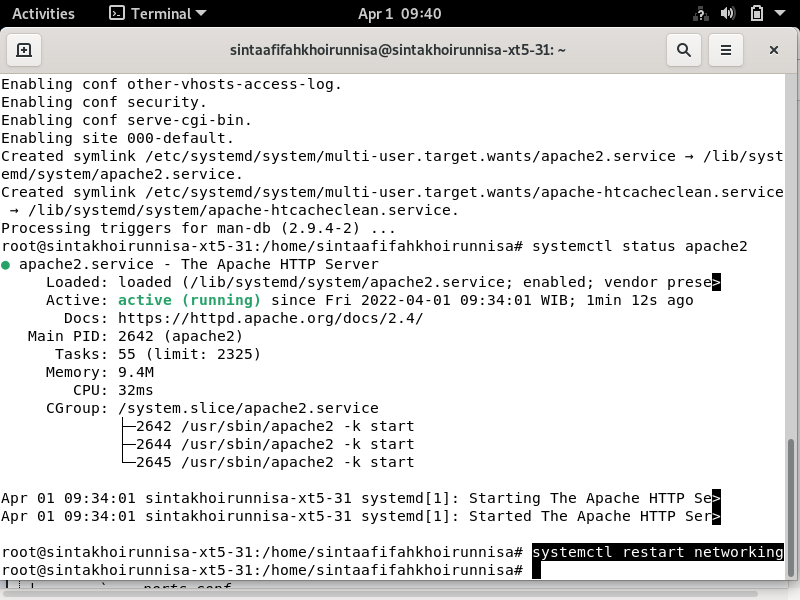 Activities Terminal Apr 1 09:40
sintaafifahkhoirunnisa@sintakhoirunnisa-xt5-31: ~
Enabling conf other-vhosts-access-log.
Enabling conf security.
Enabling conf serve-cgi-bin.
Enabling site 000-default.
Created symlink /etc/systemd/system/multi-user.target.wants/apache2.service → /lib/syst
emd/system/apache2.service.
Created symlink /etc/systemd/system/multi-user.target.wants/apache-htcacheclean.service
→ /lib/systemd/system/apache-htcacheclean.service.
Processing triggers for man-db (2.9.4-2) ...
root@sintakhoirunnisa-xt5-31:/home/sintaafifahkhoirunnisa# systemctl status apache2
● apache2.service - The Apache HTTP Server
Loaded: loaded (/lib/systemd/system/apache2.service; enabled; vendor prese>
Active: active (running) since Fri 2022-04-01 09:34:01 WIB; 1min 12s ago
Docs: https://httpd.apache.org/docs/2.4/
Main PID: 2642 (apache2)
Tasks: 55 (limit: 2325)
Memory: 9.4M
CPU: 32ms
CGroup: /system.slice/apache2.service
├─2642 /usr/sbin/apache2 -k start
├─2644 /usr/sbin/apache2 -k start
└─2645 /usr/sbin/apache2 -k start
Apr 01 09:34:01 sintakhoirunnisa-xt5-31 systemd[1]: Starting The Apache HTTP Se>
Apr 01 09:34:01 sintakhoirunnisa-xt5-31 systemd[1]: Started The Apache HTTP Ser>
root@sintakhoirunnisa-xt5-31:/home/sintaafifahkhoirunnisa# systemctl restart networking
root@sintakhoirunnisa-xt5-31:/home/sintaafifahkhoirunnisa#